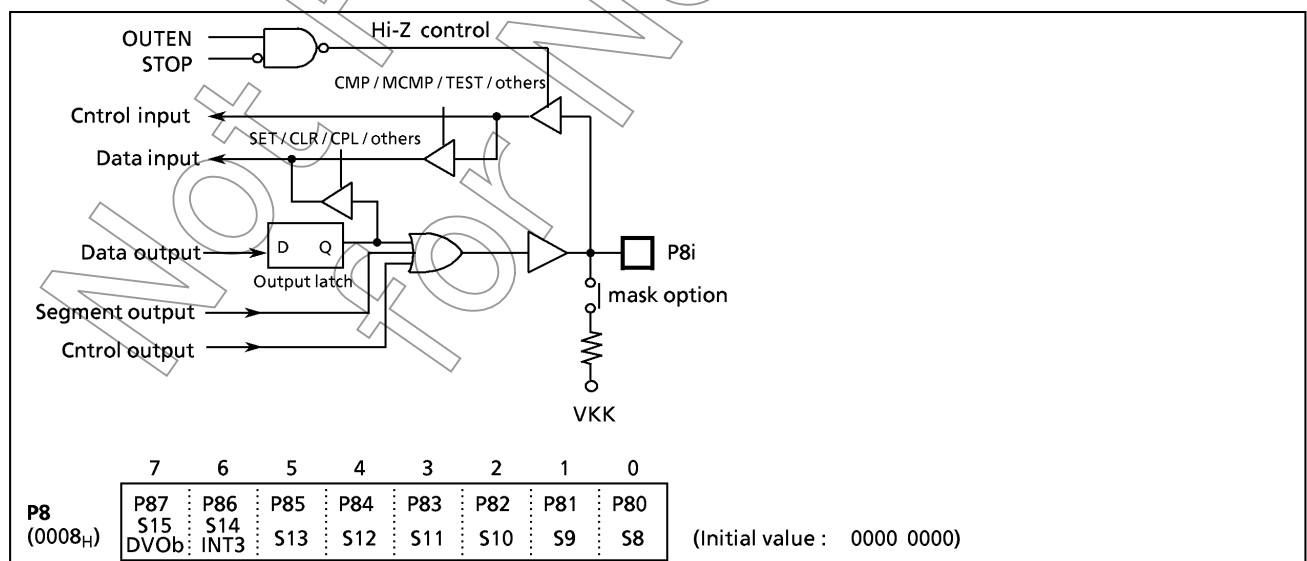 OUTEN
STOP
Hi-Z control
CMP / MCMP / TEST / others
Cntrol input
SET / CLR / CPL / others
Data input
Data output
D Q
P8i
Output latch
mask option
Segment output
Cntrol output
VKK
7 6 5 4 3 2 1 0
P8
(0008H)
P87 P86 P85 P84 P83 P82 P81 P80
S15 S14 S13 S12 S11 S10 S9 S8
DVOb INT3
(Initial value : 0000 0000)
Not
for